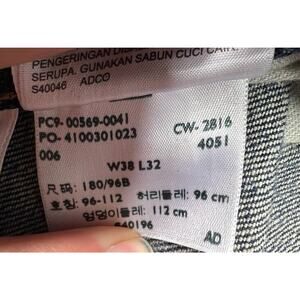 PENGERINGAN
SERUPA. GUNAKAN SABUN CUCI CAIR.
S40046 ADCO
PC9- 00569-0041
PO- 4100301023 CW- 2816
006 4051
W38 L32
尺码: 180/96B
호칭: 96-112 허리둘레: 96 cm
엉덩이둘레: 112 cm
S40196 AD